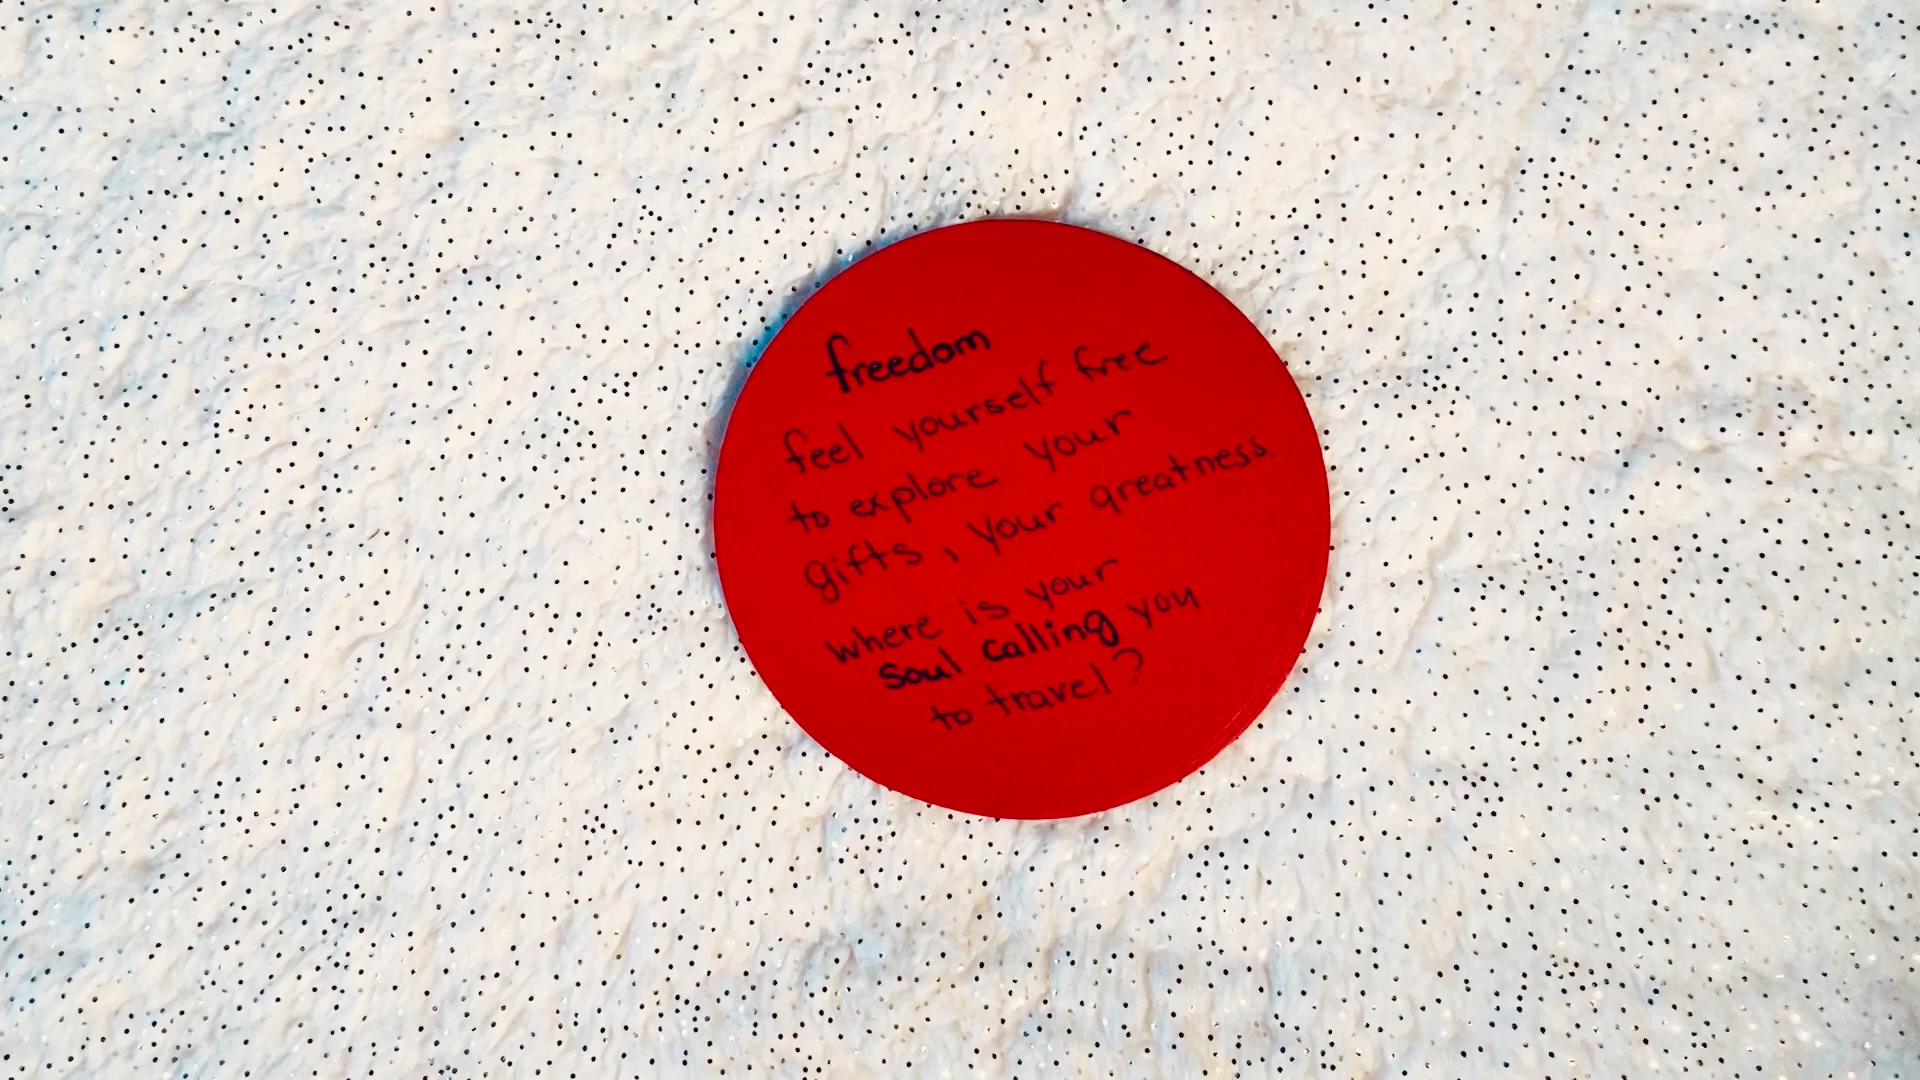 freedom
feel yourself free
to explore your
gifts, your greatness.
where is your
soul calling you
to travel?